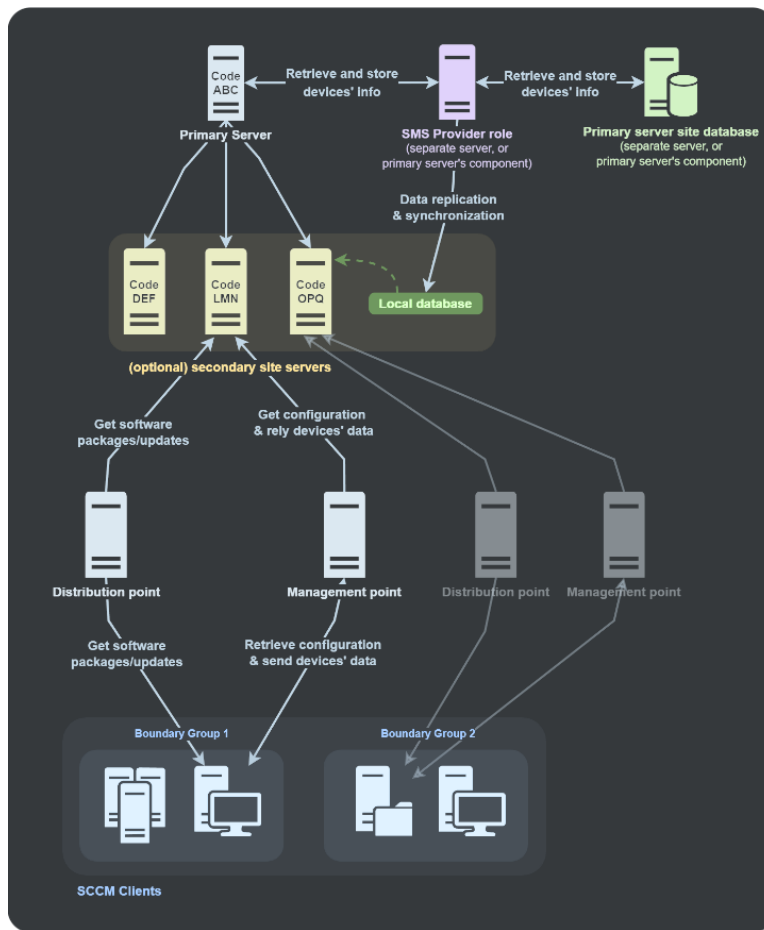 Code
ABC
Primary Server
Retrieve and store
devices' info
SMS Provider role
(separate server, or
primary server's component)
Retrieve and store
devices' info
Primary server site database
(separate server, or
primary server's component)
Data replication
& synchronization
Code
DEF
Code
LMN
Code
OPQ
Local database
(optional) secondary site servers
Get software
packages/updates
Get configuration
& rely devices' data
Distribution point
Management point
Distribution point
Management point
Get software
packages/updates
Retrieve configuration
& send devices' data
Boundary Group 1
Boundary Group 2
SCCM Clients